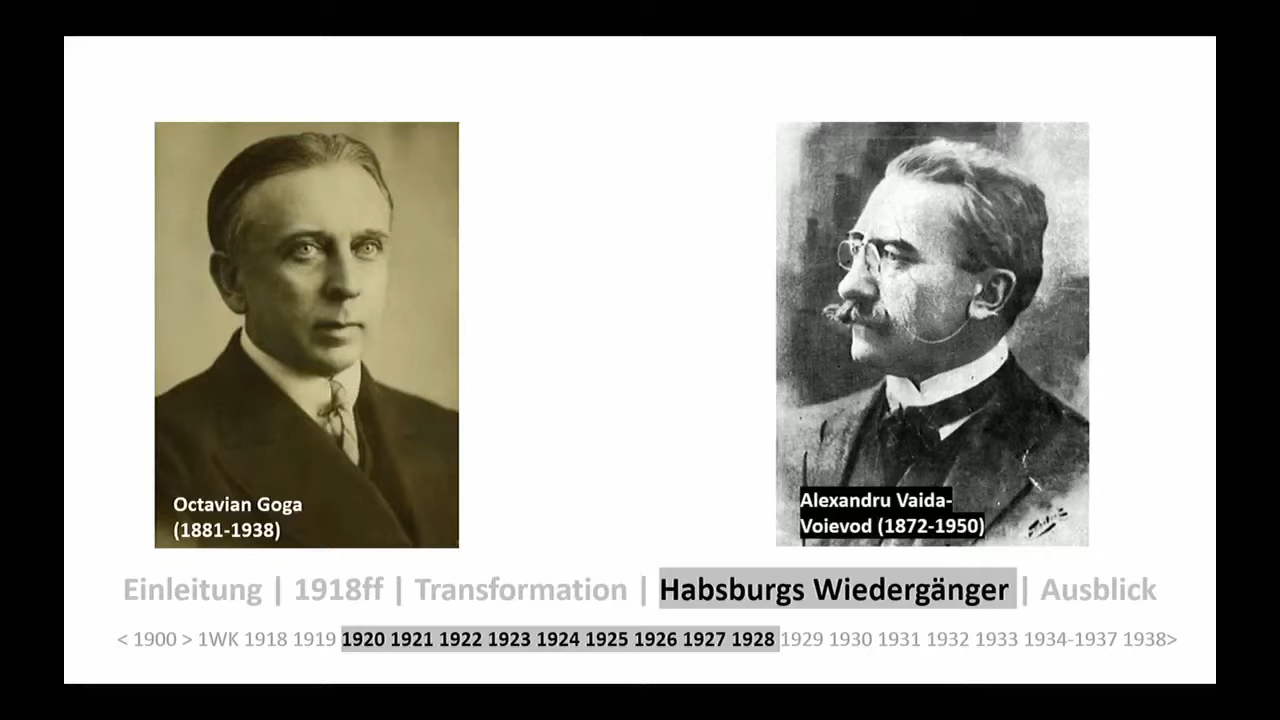 Octavian Goga
(1881-1938)
Alexandru Vaida-
Voievod (1872-1950)
Einleitung | 1918ff | Transformation | Habsburgs Wiedergänger | Ausblick
< 1900 > 1WK 1918 1919 1920 1921 1922 1923 1924 1925 1926 1927 1928 1929 1930 1931 1932 1933 1934-1937 1938>